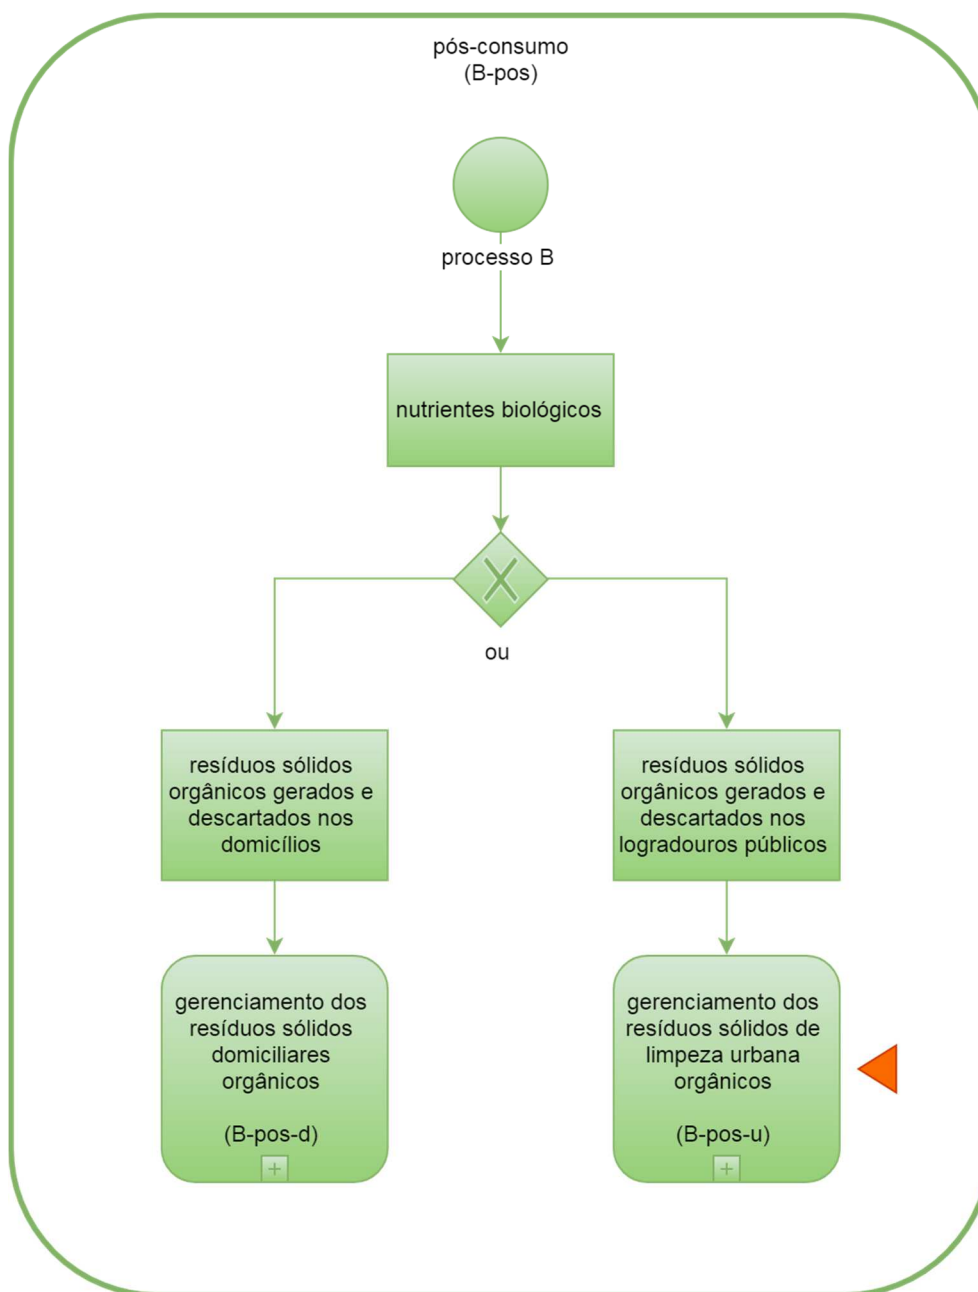 pós-consumo
(B-pos)
processo B
nutrientes biológicos
ou
resíduos sólidos
orgânicos gerados e
descartados nos
domicílios
resíduos sólidos
orgânicos gerados e
descartados nos
logradouros públicos
gerenciamento dos
resíduos sólidos
domiciliares
orgânicos
(B-pos-d)
gerenciamento dos
resíduos sólidos de
limpeza urbana
orgânicos
(B-pos-u)